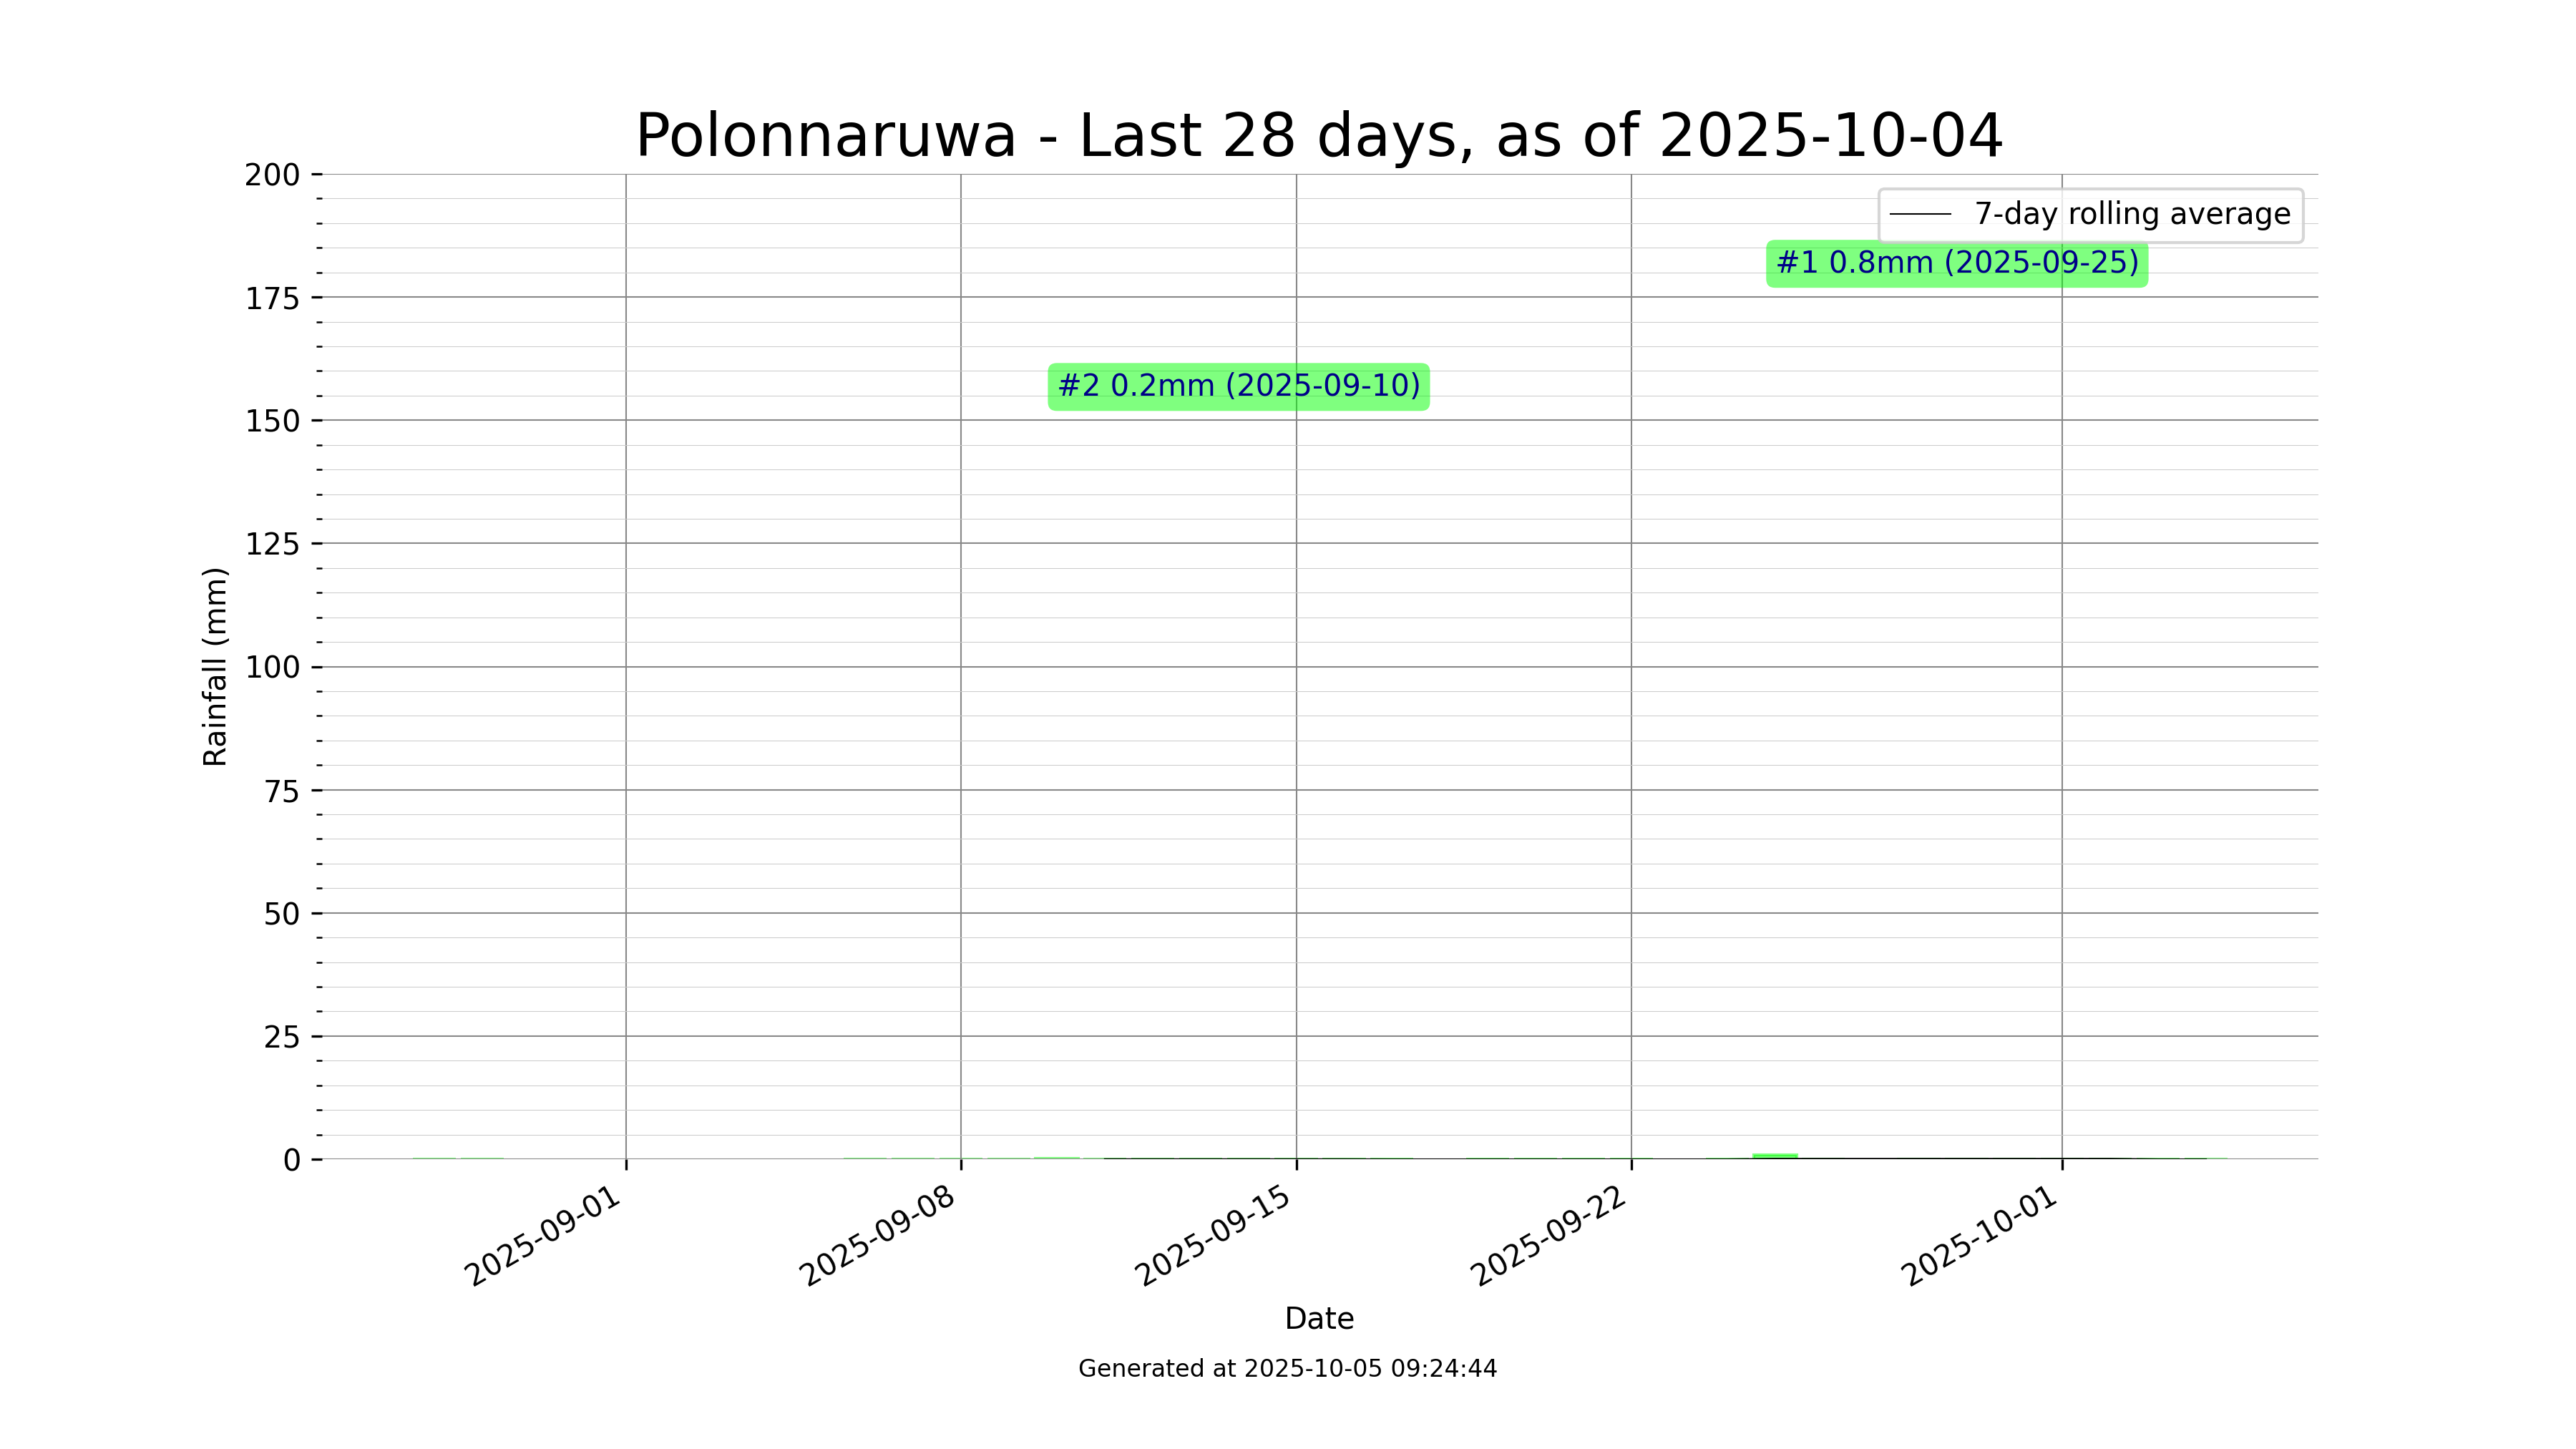 Polonnaruwa - Last 28 days, as of 2025-10-04
7-day rolling average
#1 0.8mm (2025-09-25)
#2 0.2mm (2025-09-10)
Rainfall (mm)
200
175
150
125
100
75
50
25
0
2025-09-01
2025-09-08
2025-09-15
2025-09-22
2025-10-01
Date
Generated at 2025-10-05 09:24:44